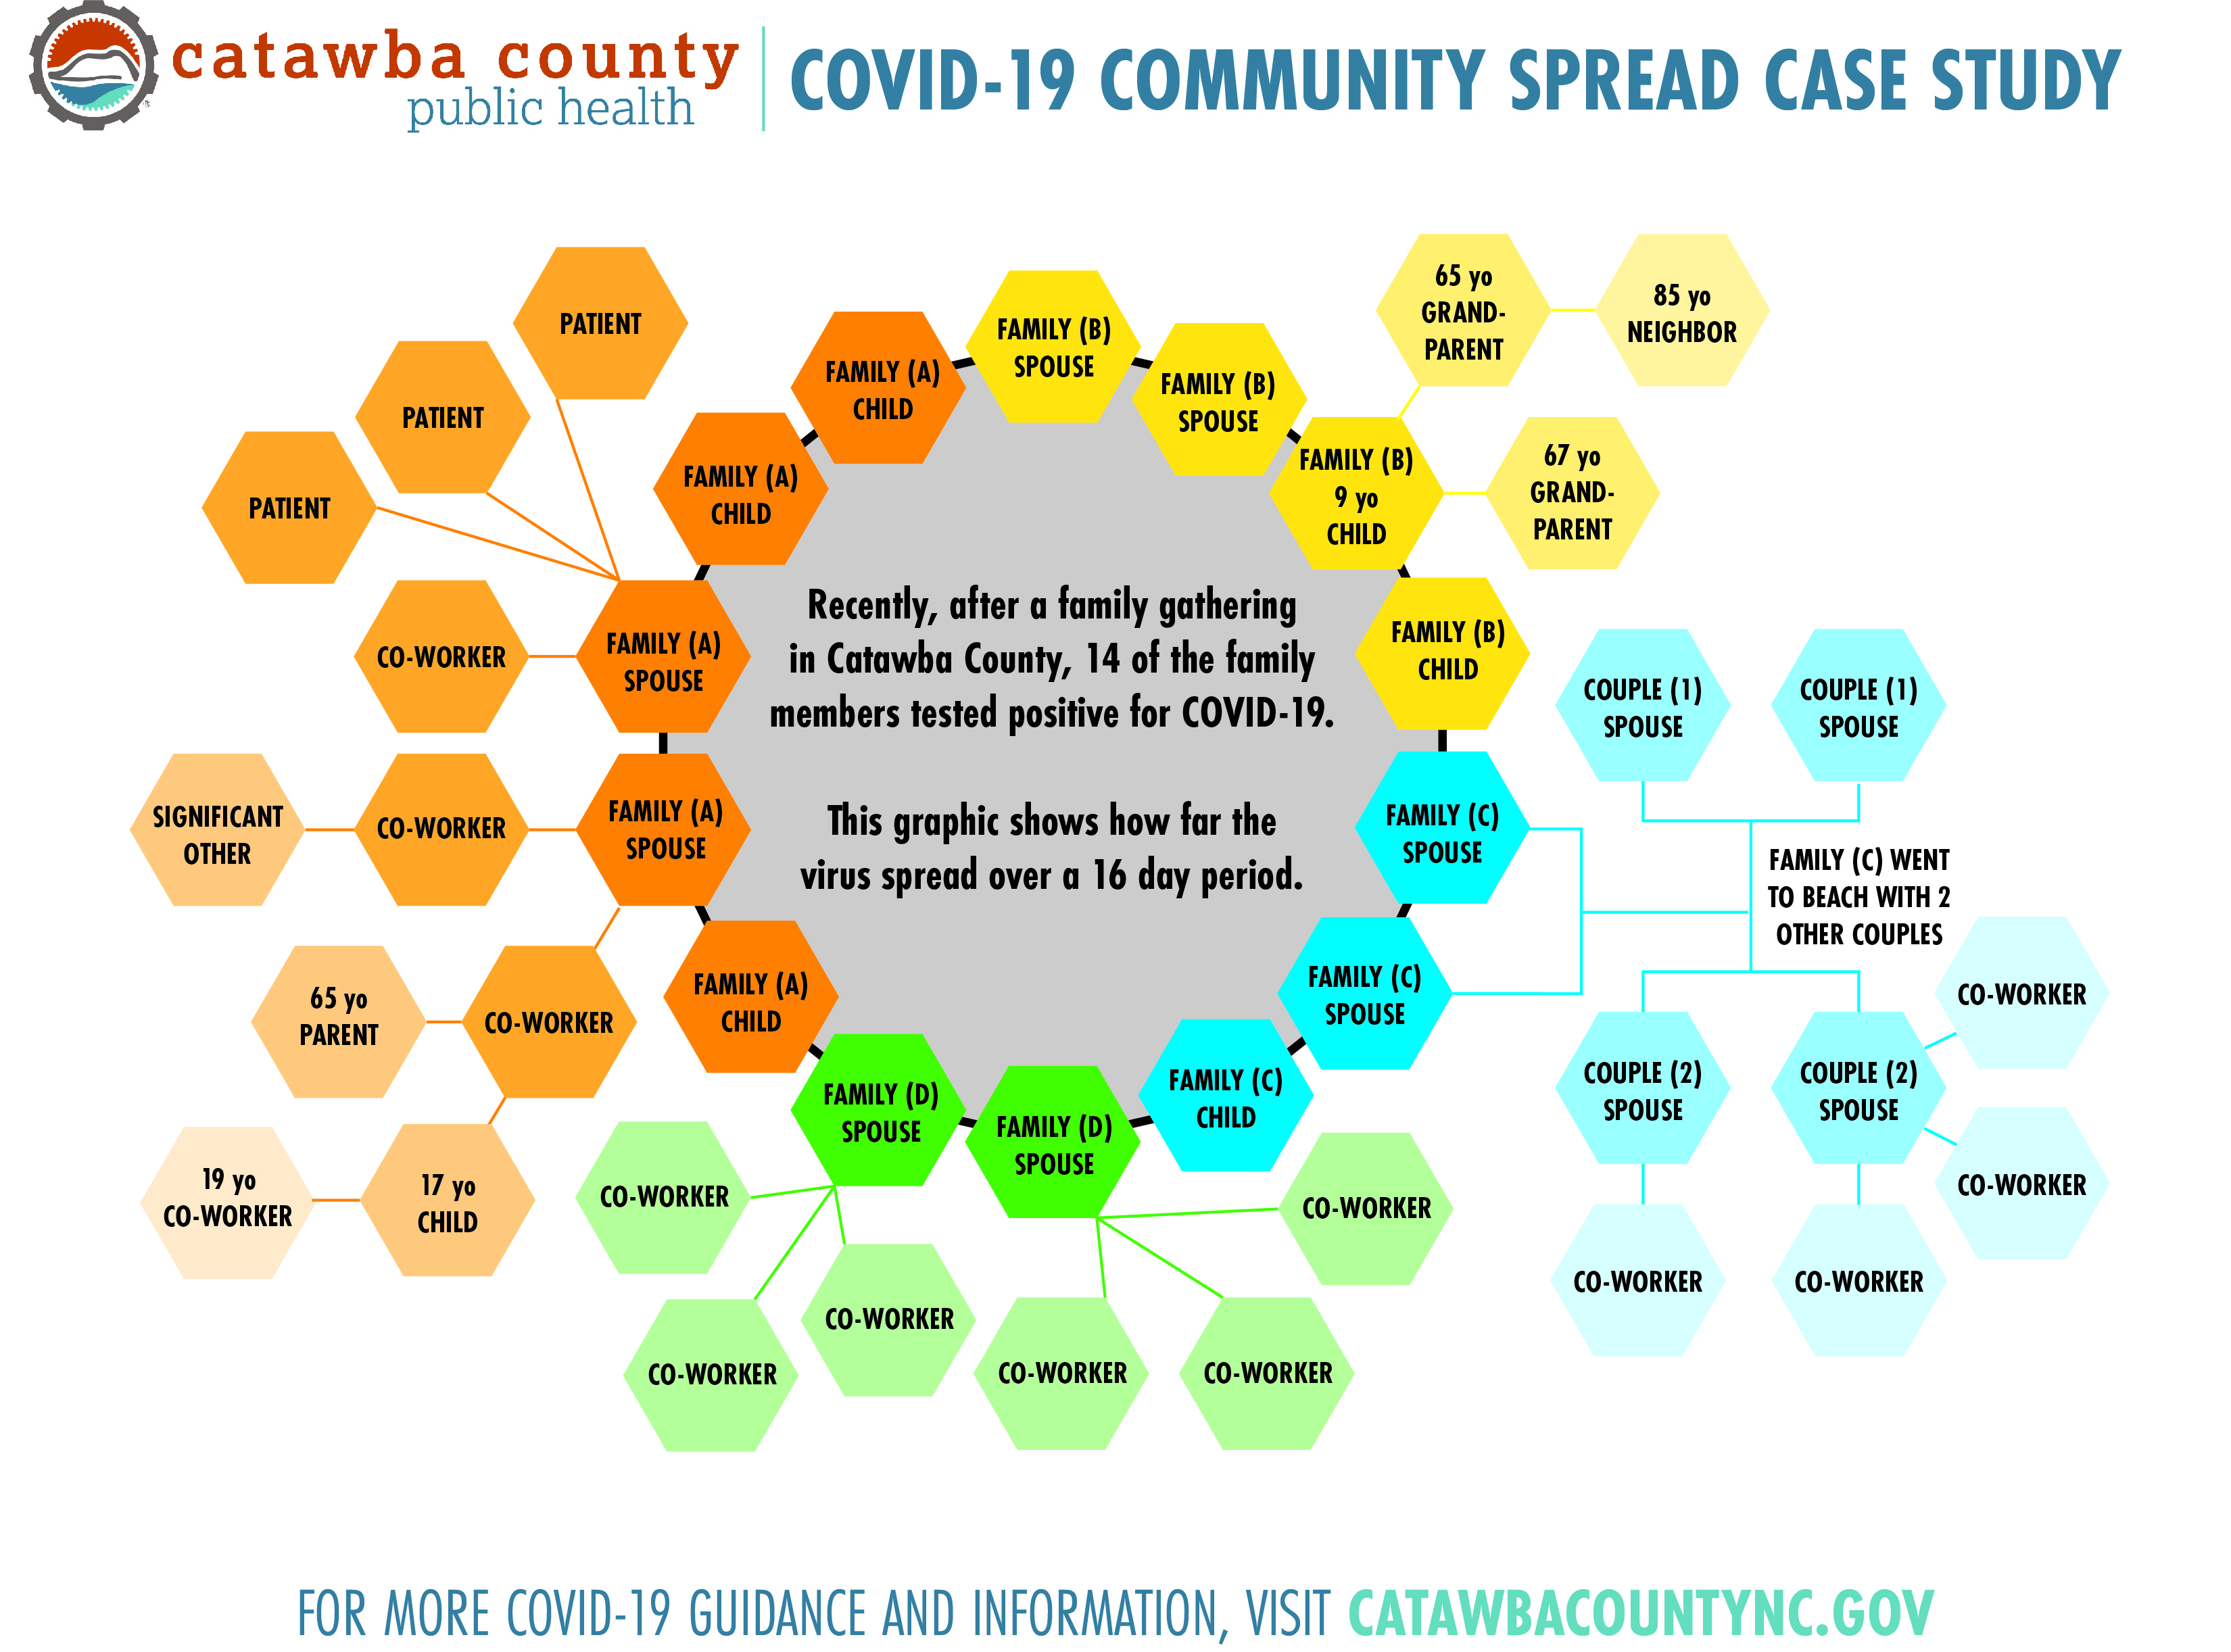 catawba county
public health
COVID-19 COMMUNITY SPREAD CASE STUDY
PATIENT
PATIENT
PATIENT
CO-WORKER
SIGNIFICANT
OTHER
CO-WORKER
65 yo
PARENT
CO-WORKER
19 yo
CO-WORKER
17 yo
CHILD
FAMILY (A)
CHILD
FAMILY (A)
CHILD
FAMILY (A)
SPOUSE
FAMILY (A)
SPOUSE
FAMILY (A)
CHILD
FAMILY (B)
SPOUSE
FAMILY (B)
SPOUSE
FAMILY (B)
9 yo
CHILD
FAMILY (B)
CHILD
65 yo
GRAND-
PARENT
85 yo
NEIGHBOR
67 yo
GRAND-
PARENT
Recently, after a family gathering
in Catawba County, 14 of the family
members tested positive for COVID-19.
This graphic shows how far the
virus spread over a 16 day period.
FAMILY (C)
SPOUSE
FAMILY (C)
SPOUSE
FAMILY (C)
CHILD
COUPLE (1)
SPOUSE
COUPLE (1)
SPOUSE
FAMILY (C) WENT
TO BEACH WITH 2
OTHER COUPLES
COUPLE (2)
SPOUSE
COUPLE (2)
SPOUSE
CO-WORKER
CO-WORKER
CO-WORKER
CO-WORKER
FAMILY (D)
SPOUSE
FAMILY (D)
SPOUSE
CO-WORKER
CO-WORKER
CO-WORKER
CO-WORKER
CO-WORKER
CO-WORKER
FOR MORE COVID-19 GUIDANCE AND INFORMATION, VISIT CATAWBACOUNTYNC.GOV